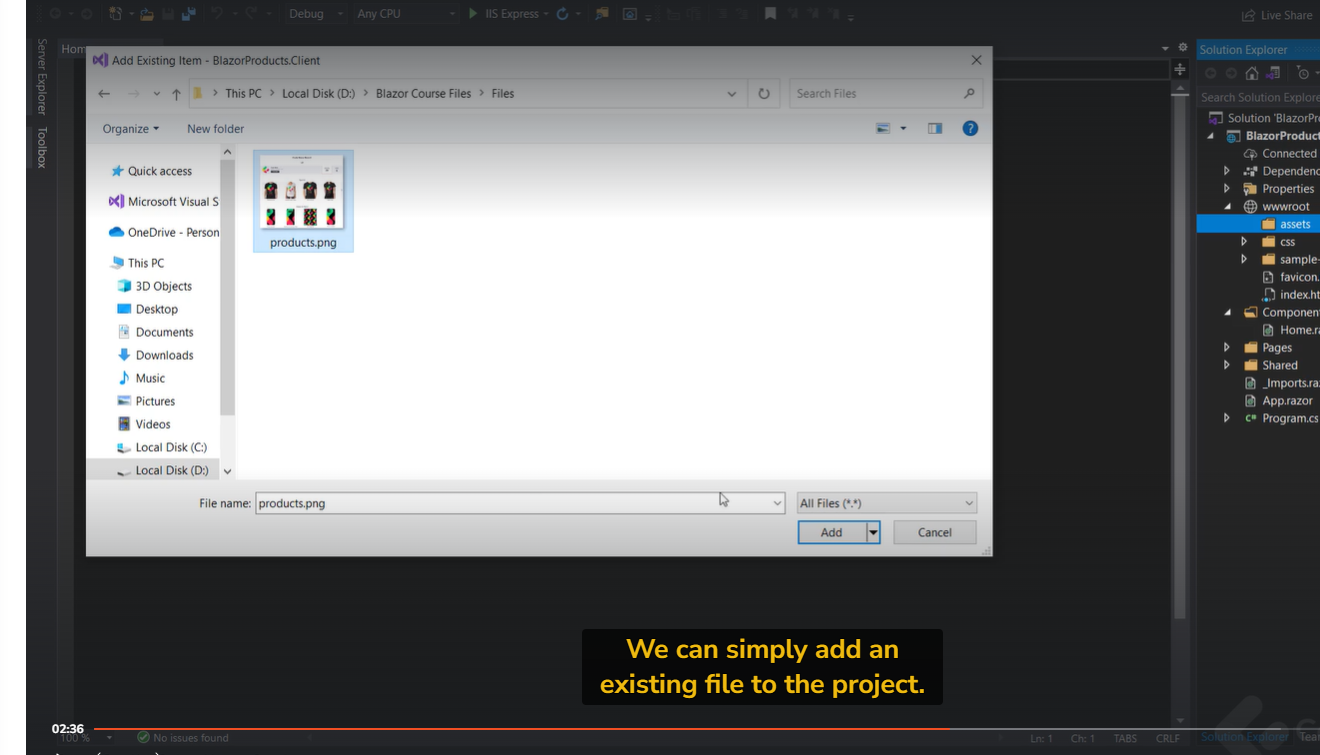 Debug
Any CPU
IIS Express
Live Share
Server Explorer
Toolbox
Add Existing Item - BlazorProducts.Client
This PC > Local Disk (D:) > Blazor Course Files > Files
Search Files
Organize
New folder
Quick access
Microsoft Visual S
OneDrive - Person
This PC
3D Objects
Desktop
Documents
Downloads
Music
Pictures
Videos
Local Disk (C:)
Local Disk (D:)
products.png
File name: products.png
All Files (*.*)
Add
Cancel
Solution Explorer
Search Solution Explore
Solution 'BlazorPro
BlazorProduct
Connected
Dependenc
Properties
wwwroot
assets
css
sample-
favicon.
index.ht
Component
Home.ra
Pages
Shared
_Imports.raz
App.razor
C# Program.cs
We can simply add an
existing file to the project.
02:36
100 %
No issues found
Ln: 1
Ch: 1
TABS
CRLF
Solution Explorer
Tea